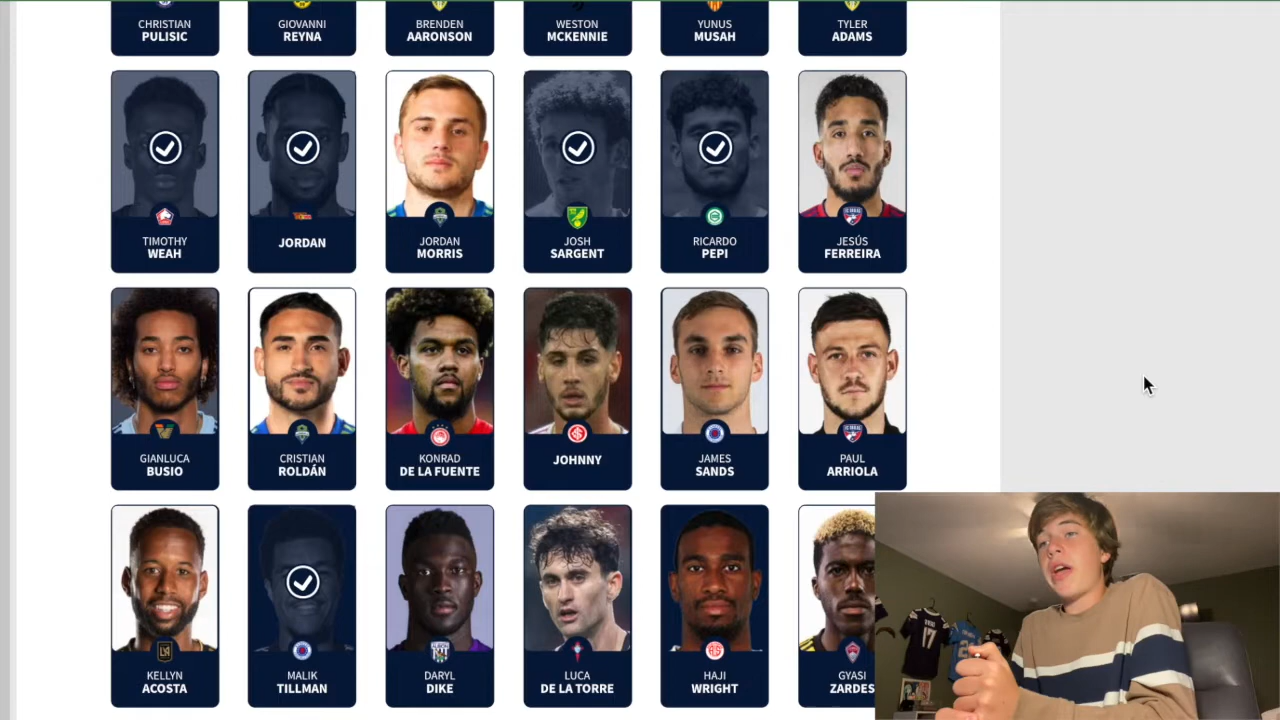 CHRISTIAN
PULISIC
GIOVANNI
REYNA
BRENDEN
AARONSON
WESTON
MCKENNIE
YUNUS
MUSAH
TYLER
ADAMS
TIMOTHY
WEAH
JORDAN
JORDAN
MORRIS
JOSH
SARGENT
RICARDO
PEPI
JESÚS
FERREIRA
GIANLUCA
BUSIO
CRISTIAN
ROLDÁN
KONRAD
DE LA FUENTE
JOHNNY
JAMES
SANDS
PAUL
ARRIOLA
KELLYN
ACOSTA
MALIK
TILLMAN
DARYL
DIKE
LUCA
DE LA TORRE
HAJI
WRIGHT
GYASI
ZARDES
17